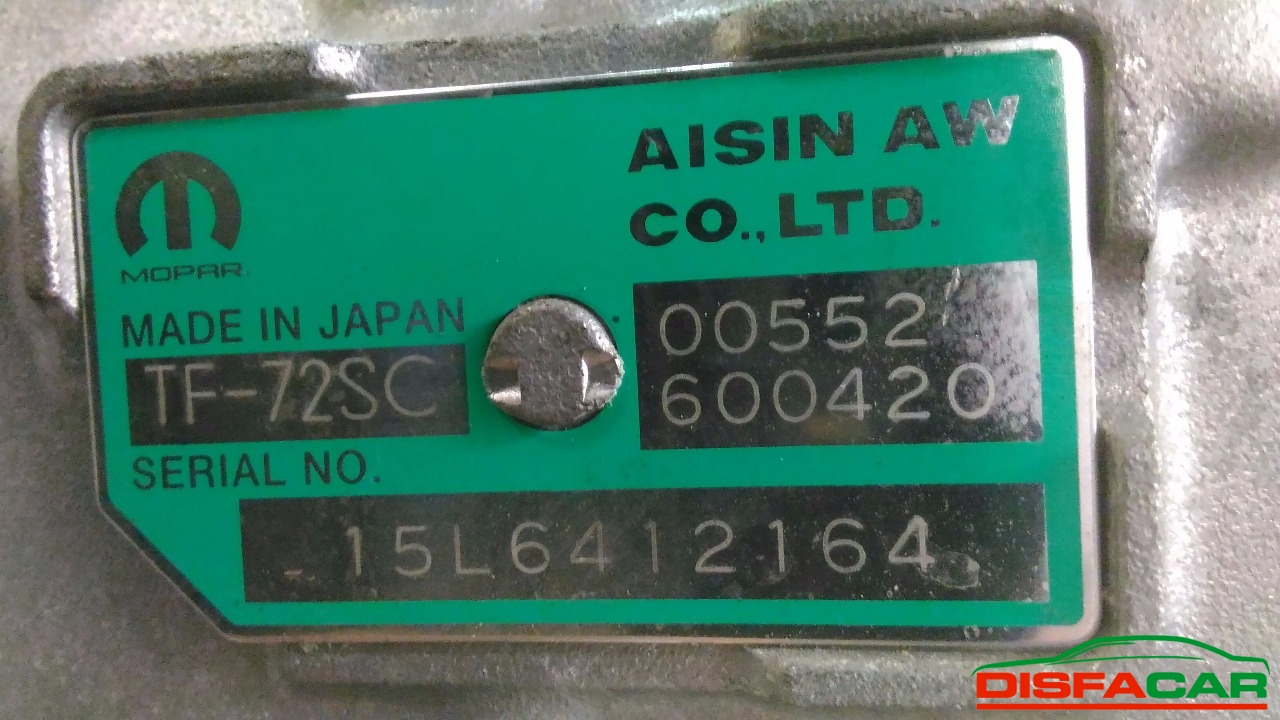 MOPAR
AISIN AW
CO., LTD.
MADE IN JAPAN
TF-72SC
00552
600420
SERIAL NO.
15L6412164
DISFACAR